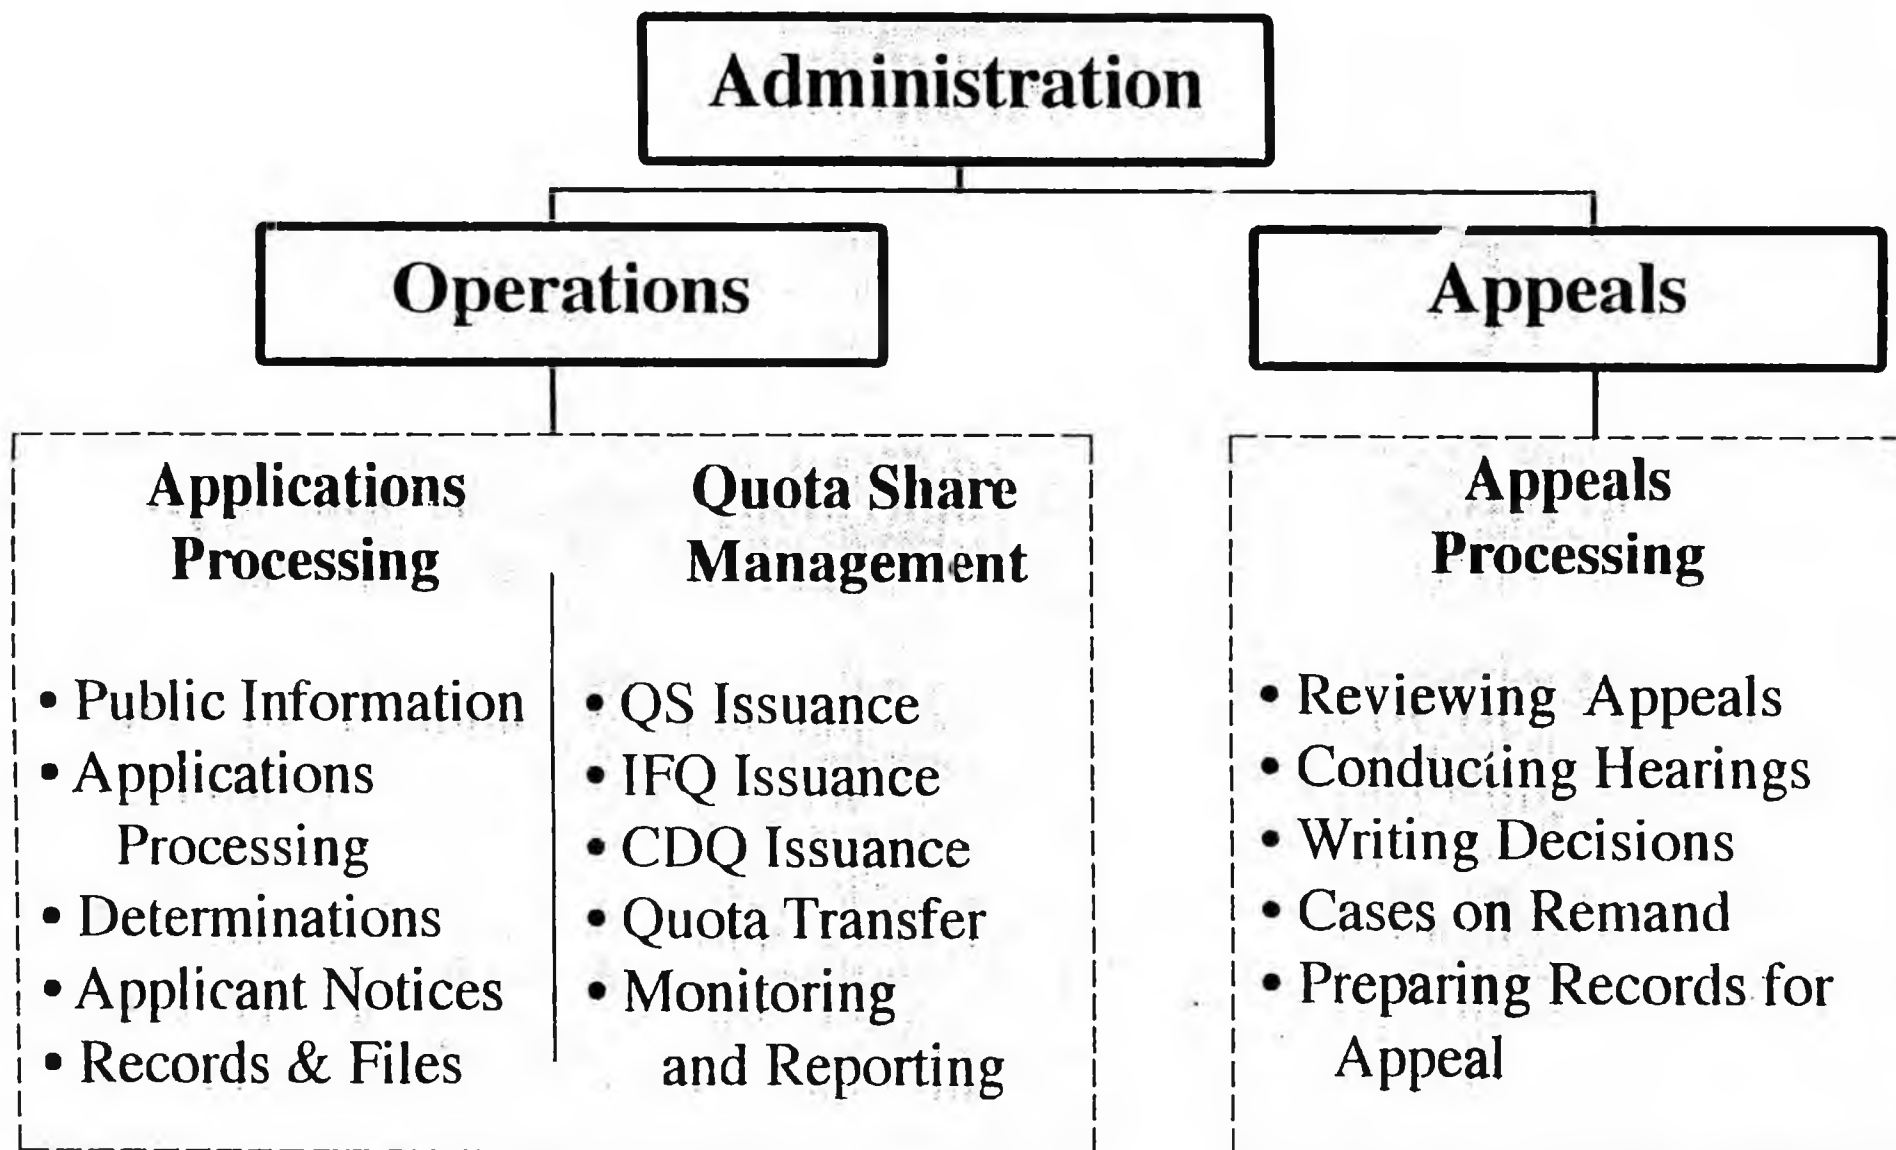 Administration
Operations
Appeals
Applications
Processing
• Public Information
• Applications
Processing
• Determinations
• Applicant Notices
• Records & Files
Quota Share
Management
• QS Issuance
• IFQ Issuance
• CDQ Issuance
• Quota Transfer
• Monitoring
and Reporting
Appeals
Processing
• Reviewing Appeals
• Conducting Hearings
• Writing Decisions
• Cases on Remand
• Preparing Records for
Appeal